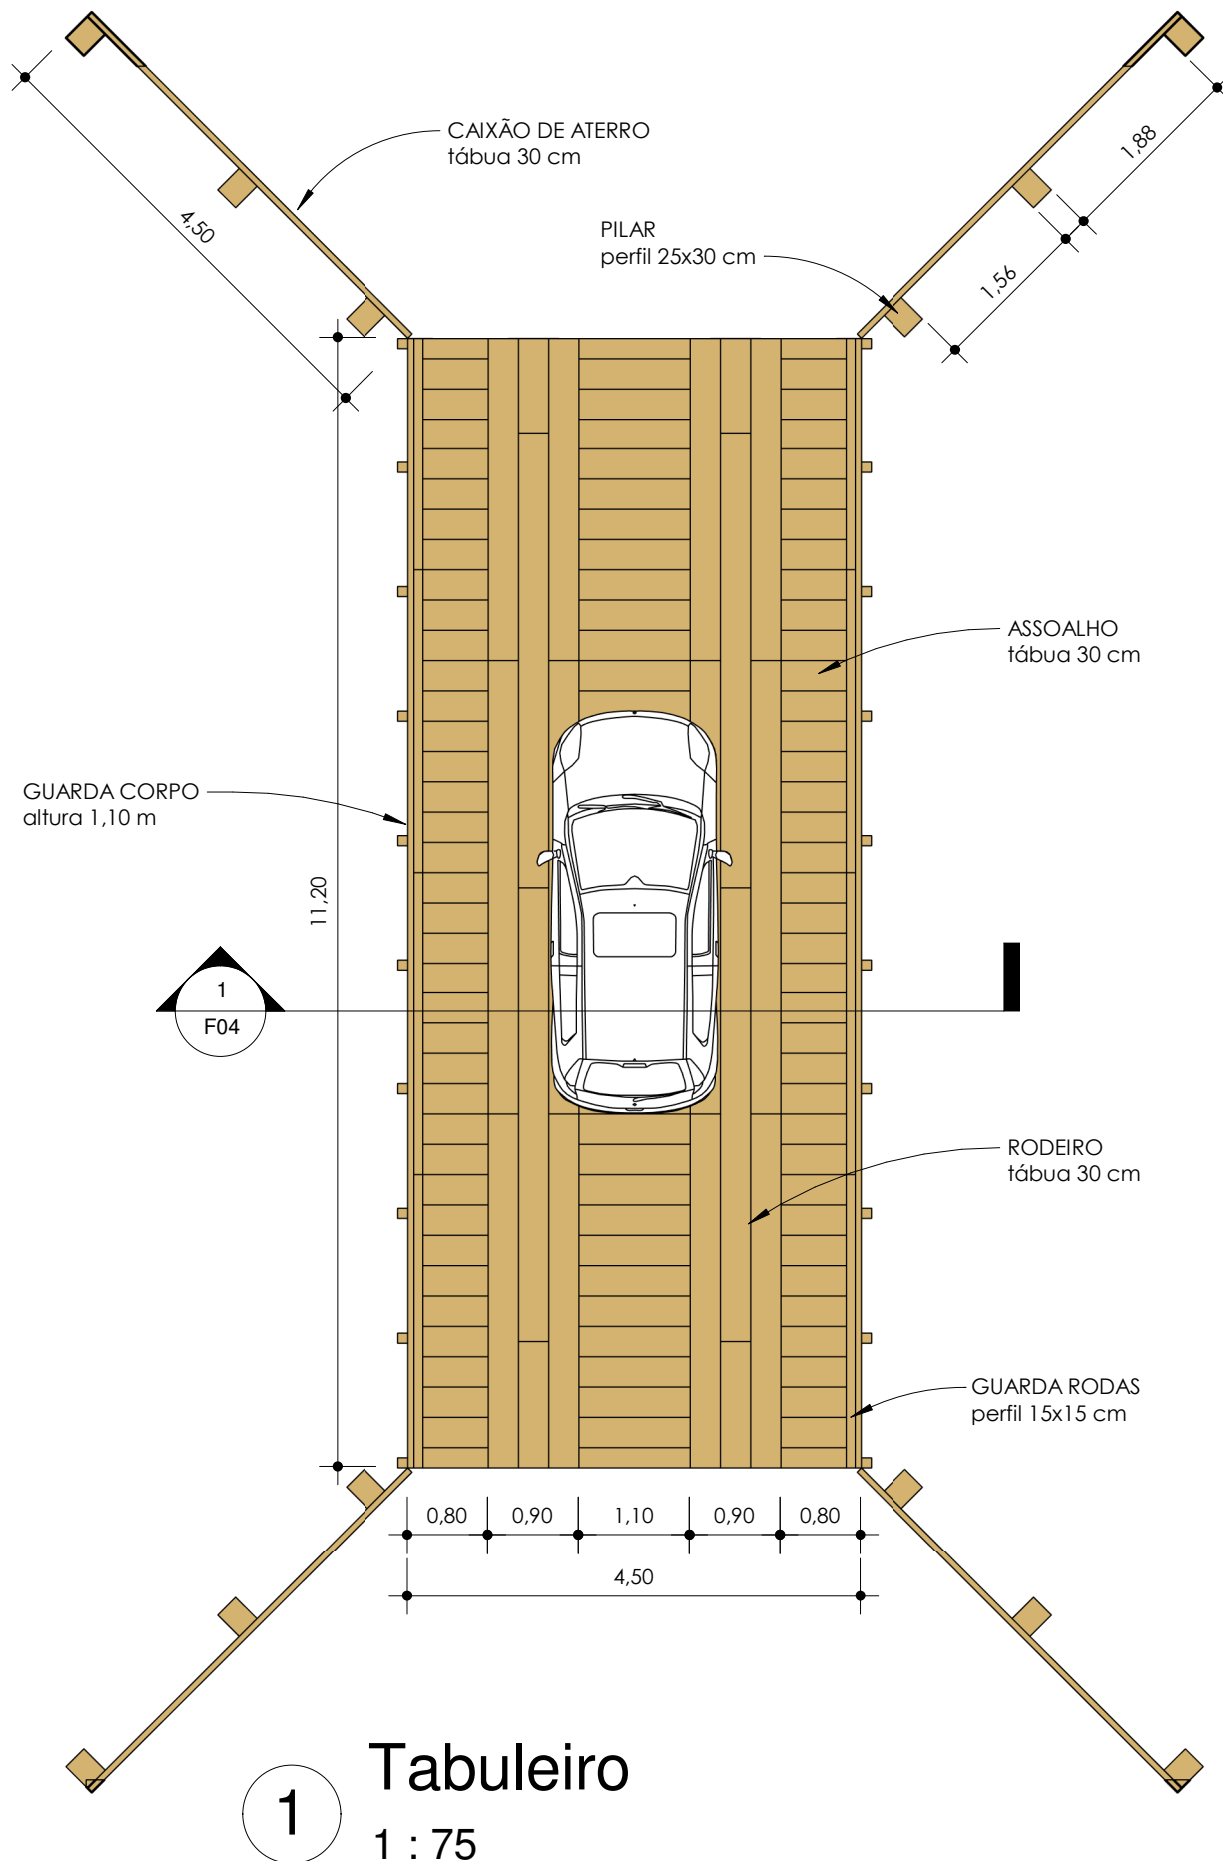 CAIXÃO DE ATERRO
tábua 30 cm
4,50
PILAR
perfil 25x30 cm
1,88
1,56
ASSOALHO
tábua 30 cm
GUARDA CORPO
altura 1,10 m
11,20
1
F04
RODEIRO
tábua 30 cm
GUARDA RODAS
perfil 15x15 cm
0,80 0,90 1,10 0,90 0,80
4,50
1
Tabuleiro
1 : 75